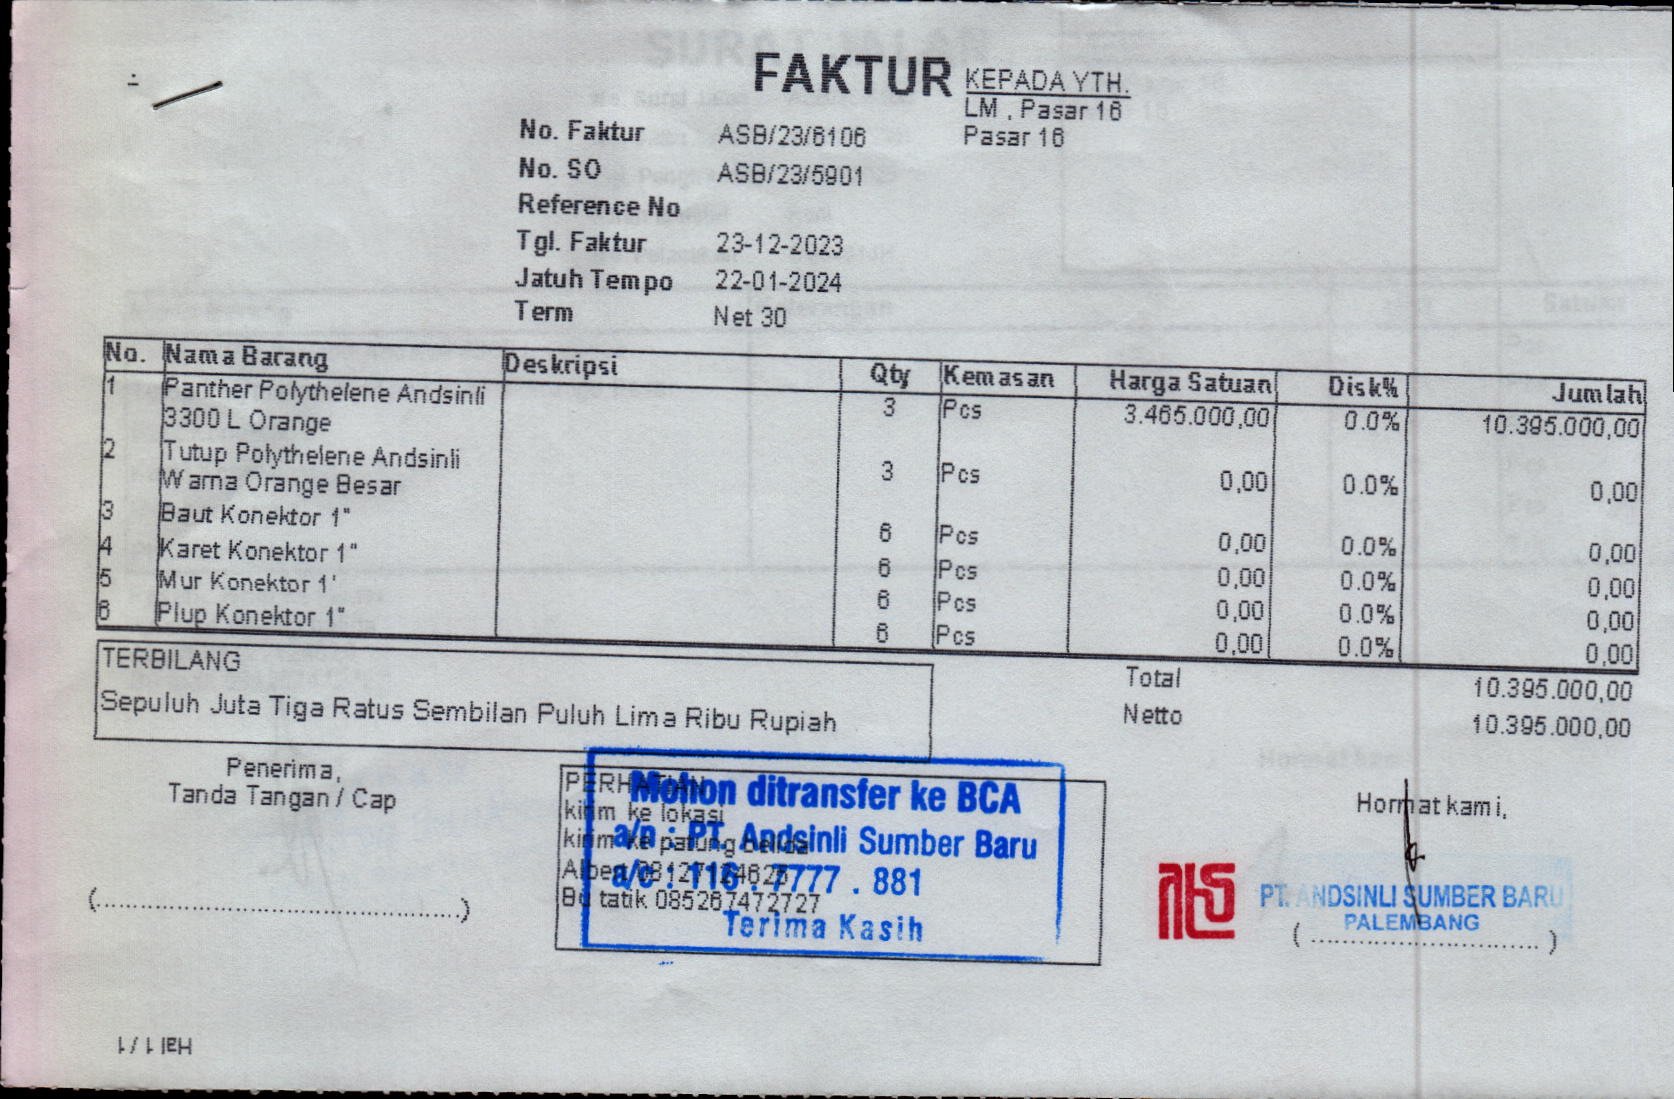 FAKTUR
KEPADA YTH.
LM , Pasar 16
Pasar 16
No. Faktur ASB/23/6106
No. SO ASB/23/5901
Reference No
Tgl. Faktur 23-12-2023
Jatuh Tempo 22-01-2024
Term Net 30
No. Nama Barang Deskripsi Qty Kemasan Harga Satuan Disk% Jumlah
1 Panther Polythelene Andsinli 3 Pcs 3.465.000,00 0.0% 10.395.000,00
3300 L Orange
2 Tutup Polythelene Andsinli 3 Pcs 0,00 0.0% 0,00
Warna Orange Besar
3 Baut Konektor 1" 6 Pcs 0,00 0.0% 0,00
4 Karet Konektor 1" 6 Pcs 0,00 0.0% 0,00
5 Mur Konektor 1' 6 Pcs 0,00 0.0% 0,00
6 Plup Konektor 1" 6 Pcs 0,00 0.0% 0,00
TERBILANG
Sepuluh Juta Tiga Ratus Sembilan Puluh Lima Ribu Rupiah
Total 10.395.000,00
Netto 10.395.000,00
Penerima,
Tanda Tangan / Cap
(..............................................)
PERHATIAN
kirim ke lokasi
kirim ke patung
Albert
Bu tatik 085267472727
Mohon ditransfer ke BCA
a/n : PT. Andsinli Sumber Baru
a/c : 116 . 7777 . 881
Terima Kasih
Hormat kami,
PT. ANDSINLI SUMBER BARU
PALEMBANG
( ............................ )
Hal 1 / 1